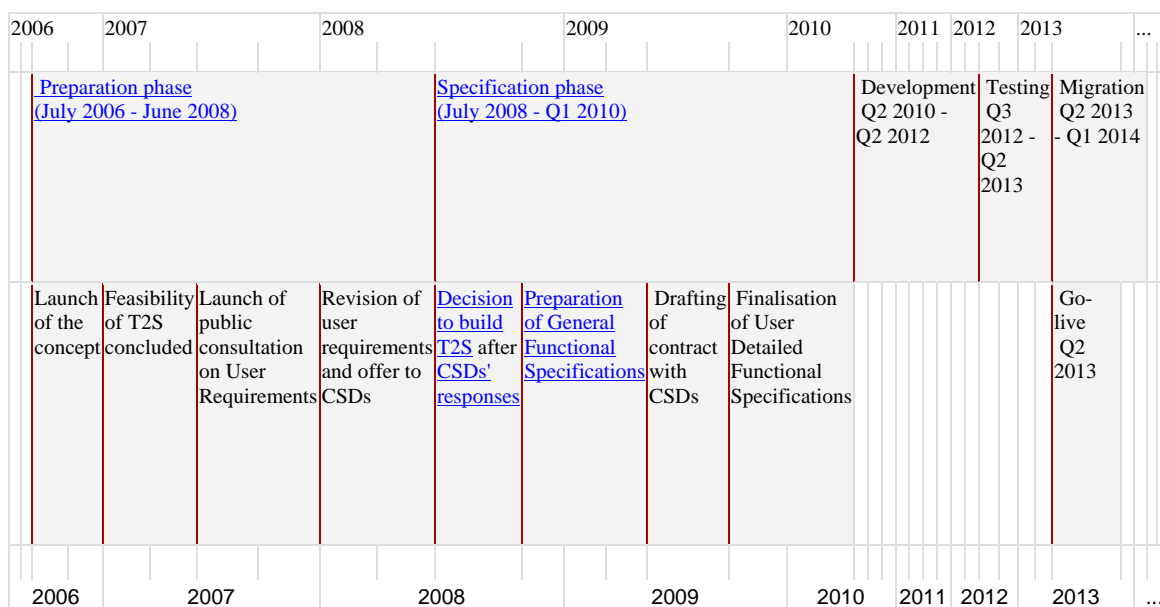 2006 2007 2008 2009 2010 2011 2012 2013 ...
Preparation phase
(July 2006 - June 2008)
Specification phase
(July 2008 - Q1 2010)
Development
Q2 2010 -
Q2 2012
Testing
Q3
2012 -
Q2
2013
Migration
Q2 2013
- Q1 2014
Launch
of the
concept
Feasibility
of T2S
concluded
Launch of
public
consultation
on User
Requirements
Revision of
user
requirements
and offer to
CSDs
Decision
to build
T2S after
CSDs'
responses
Preparation
of General
Functional
Specifications
Drafting
of
contract
with
CSDs
Finalisation
of User
Detailed
Functional
Specifications
Go-
live
Q2
2013
2006 2007 2008 2009 2010 2011 2012 2013 ...